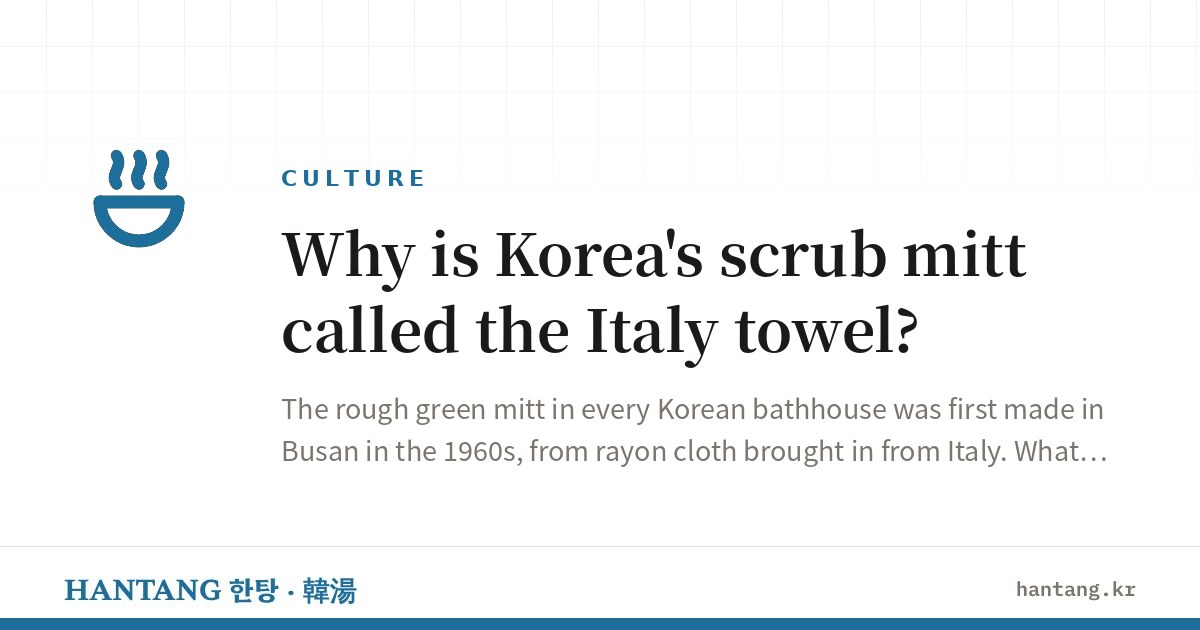 CULTURE
Why is Korea's scrub mitt
called the Italy towel?
The rough green mitt in every Korean bathhouse was first made in
Busan in the 1960s, from rayon cloth brought in from Italy. What…
HANTANG 한탕 · 韓湯
hantang.kr